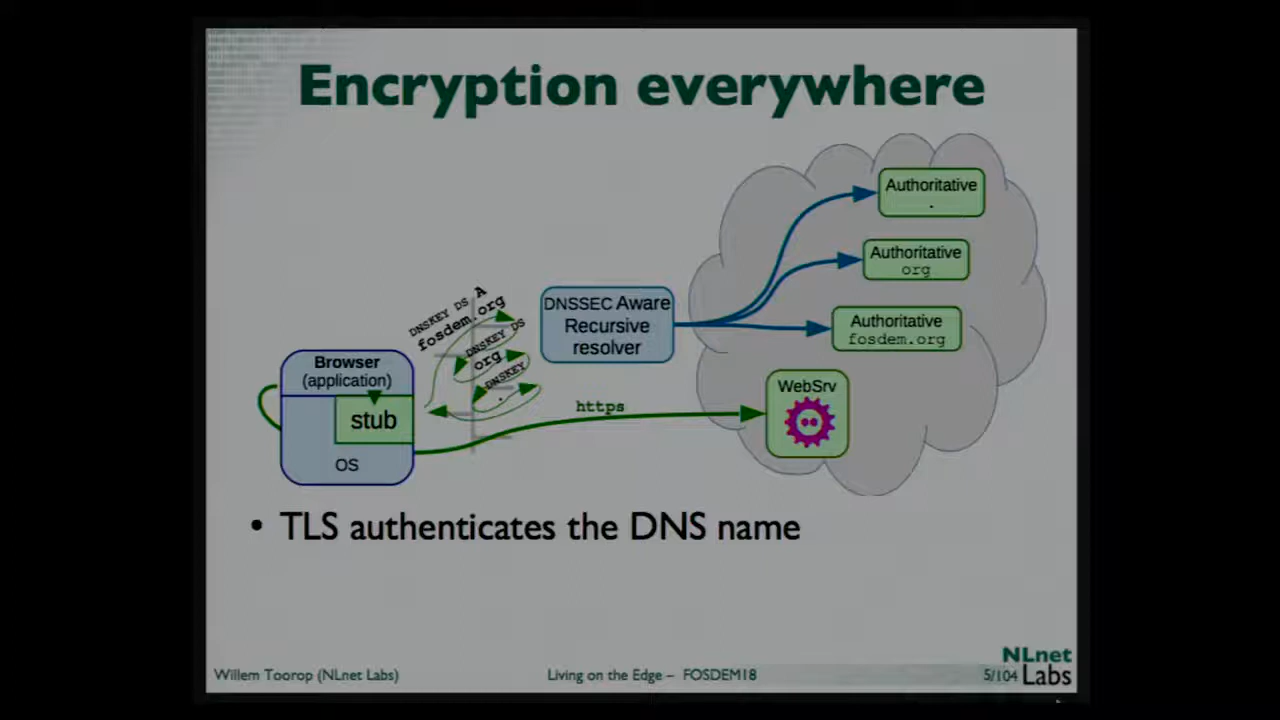 Encryption everywhere
Authoritative
.
Authoritative
org
Authoritative
fosdem.org
DNSKEY DS A
fosdem.org
DNSKEY DS
org
DNSKEY
.
DNSSEC Aware
Recursive
resolver
Browser
(application)
stub
OS
https
WebSrv
• TLS authenticates the DNS name
Willem Toorop (NLnet Labs)
Living on the Edge – FOSDEM18
5/104
NLnet
Labs